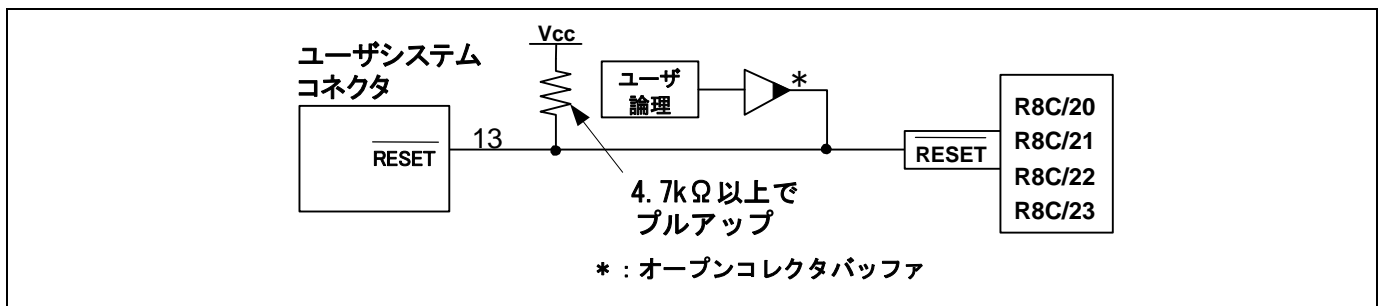 Vcc
ユーザシステム
コネクタ
ユーザ
論理
*
R8C/20
R8C/21
R8C/22
R8C/23
13
RESET
RESET
4.7kΩ以上で
プルアップ
* : オープンコレクタバッファ